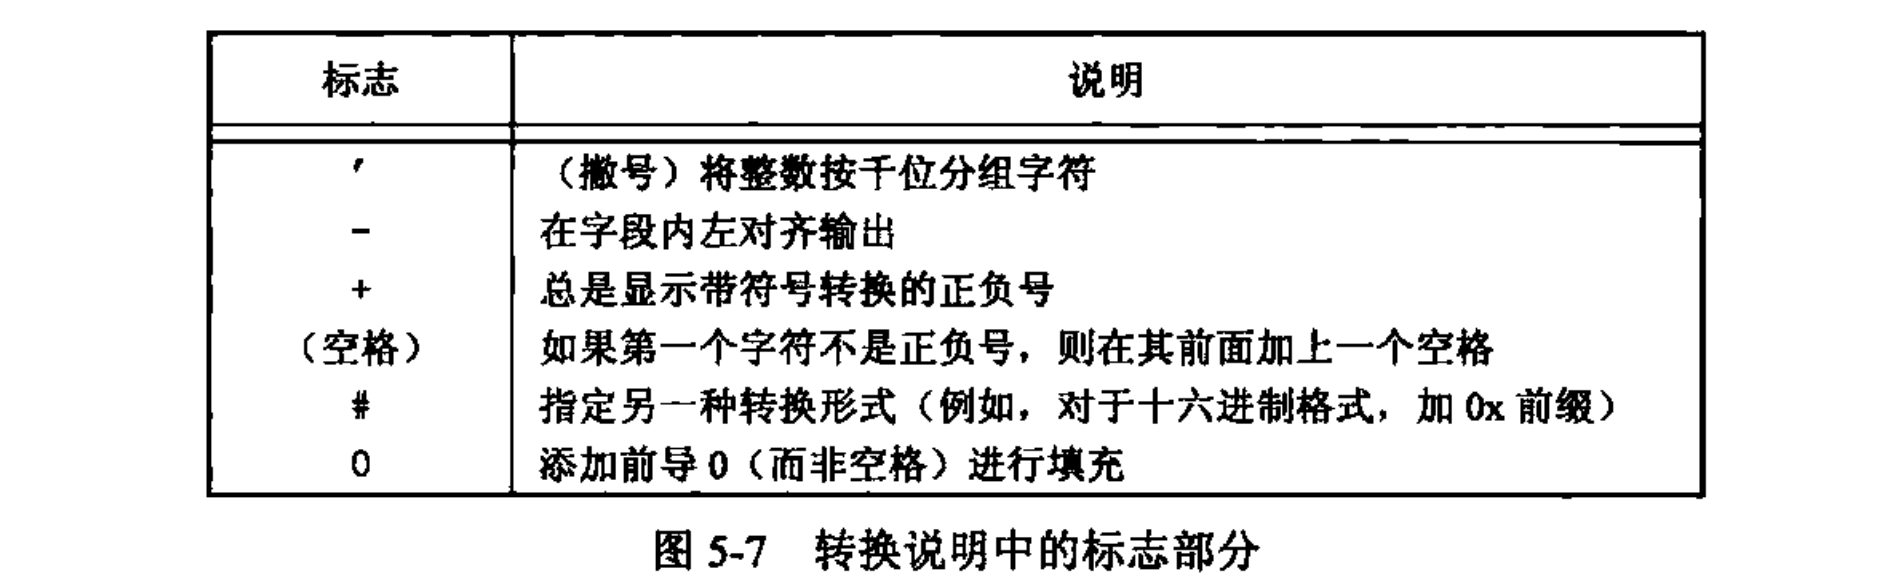 标志 说明
′ （撇号）将整数按千位分组字符
- 在字段内左对齐输出
+ 总是显示带符号转换的正负号
（空格） 如果第一个字符不是正负号，则在其前面加上一个空格
# 指定另一种转换形式（例如，对于十六进制格式，加 0x 前缀）
0 添加前导 0（而非空格）进行填充
图 5-7 转换说明中的标志部分